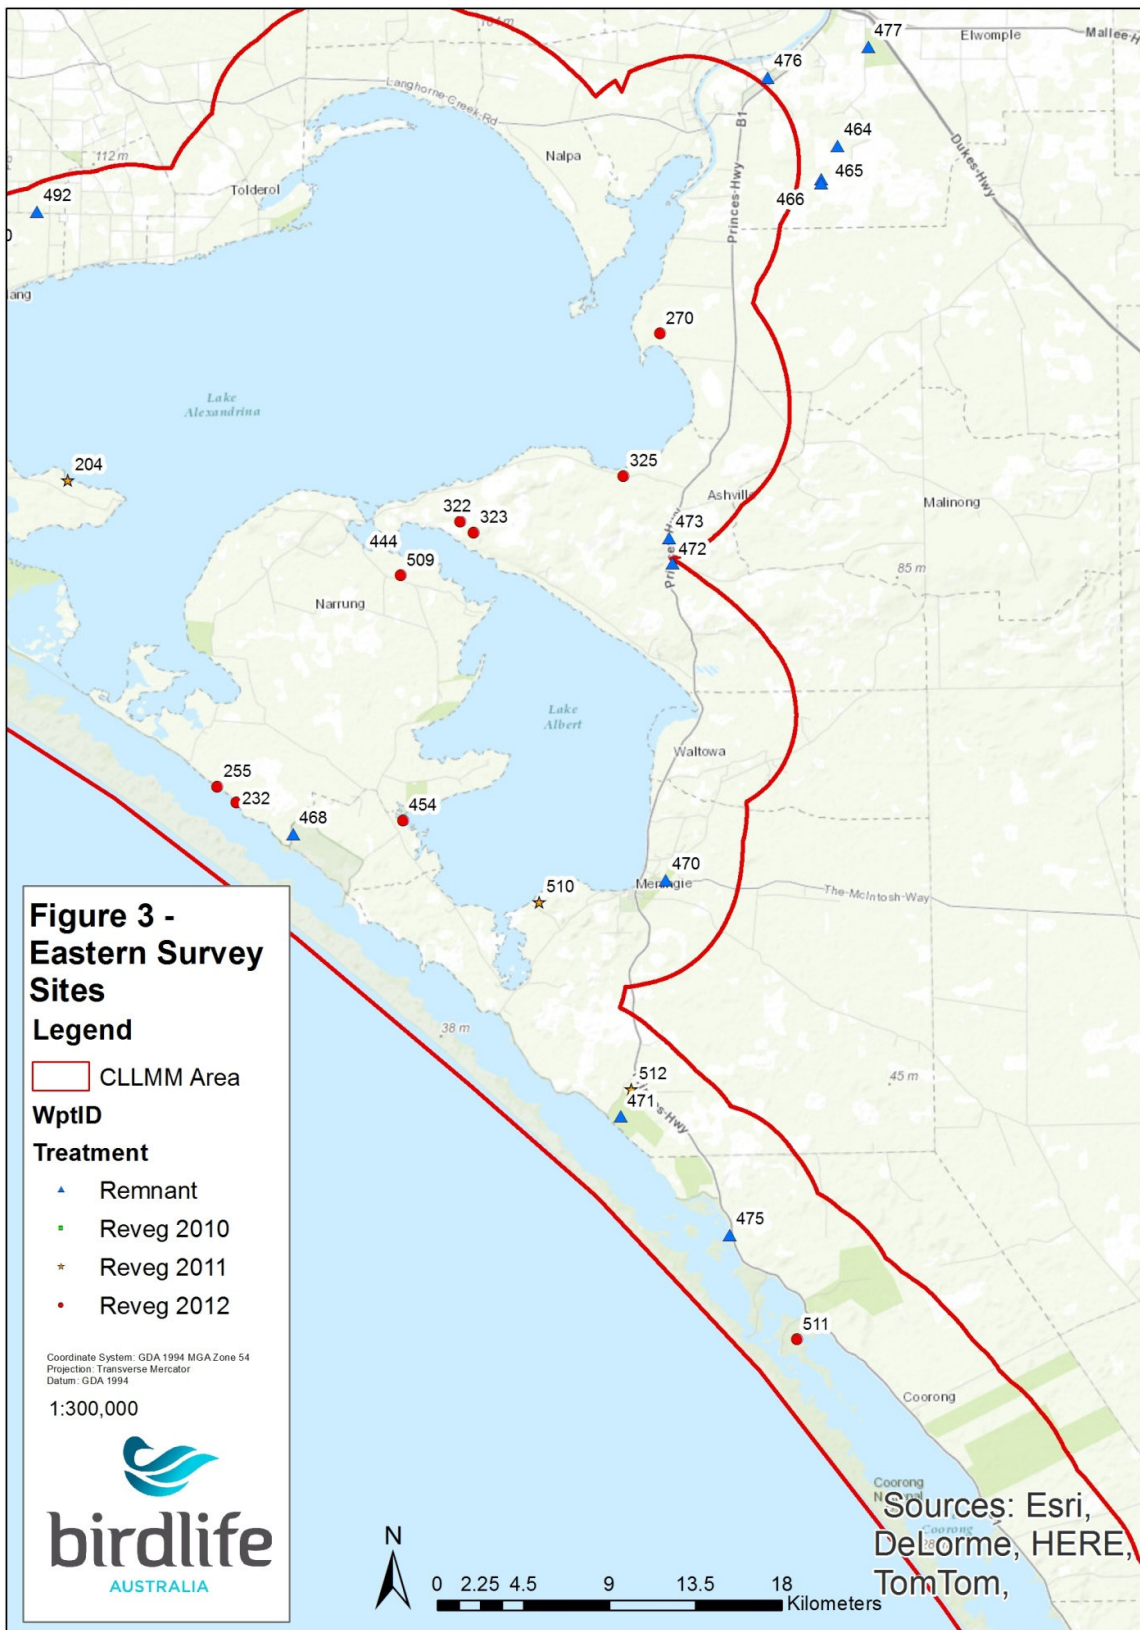 104 m
477
Elwomple
476
Langhorne Creek Rd
B1
464
Dukes-Hwy
112 m
Nalpa
465
492
Tolderol
466
Princes-Hwy
ang
270
Lake
Alexandrina
204
325
Ashville
Malinong
322
323
473
444
472
509
85 m
Narrung
Lake
Albert
Waltowa
255
232
454
468
470
510
The-McIntosh-Way
38 m
512
45 m
471
475
511
Coorong
Coorong
Coorong
Figure 3 -
Eastern Survey
Sites
Legend
CLLMM Area
WptID
Treatment
Remnant
Reveg 2010
Reveg 2011
Reveg 2012
Coordinate System: GDA 1994 MGA Zone 54
Projection: Transverse Mercator
Datum: GDA 1994
1:300,000
birdlife
AUSTRALIA
N
0 2.25 4.5 9 13.5 18
Kilometers
Sources: Esri,
DeLorme, HERE,
TomTom,